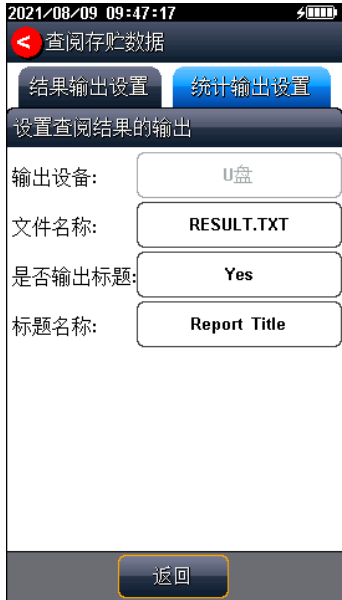 2021/08/09 09:47:17
查阅存贮数据
结果输出设置 统计输出设置
设置查阅结果的输出
输出设备: U盘
文件名称: RESULT.TXT
是否输出标题: Yes
标题名称: Report Title
返回